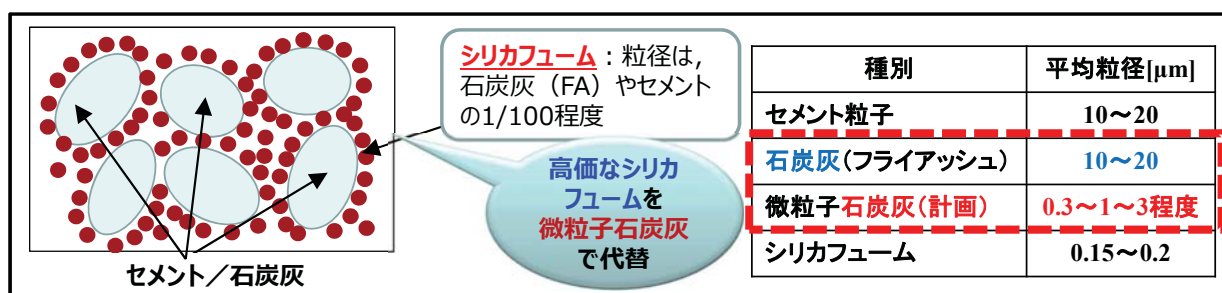 セメント／石炭灰
シリカフューム：粒径は，
石炭灰（FA）やセメント
の1/100程度
高価なシリカ
フュームを
微粒子石炭灰
で代替
種別 平均粒径[μm]
セメント粒子 10～20
石炭灰(フライアッシュ) 10～20
微粒子石炭灰(計画) 0.3～1～3程度
シリカフューム 0.15～0.2